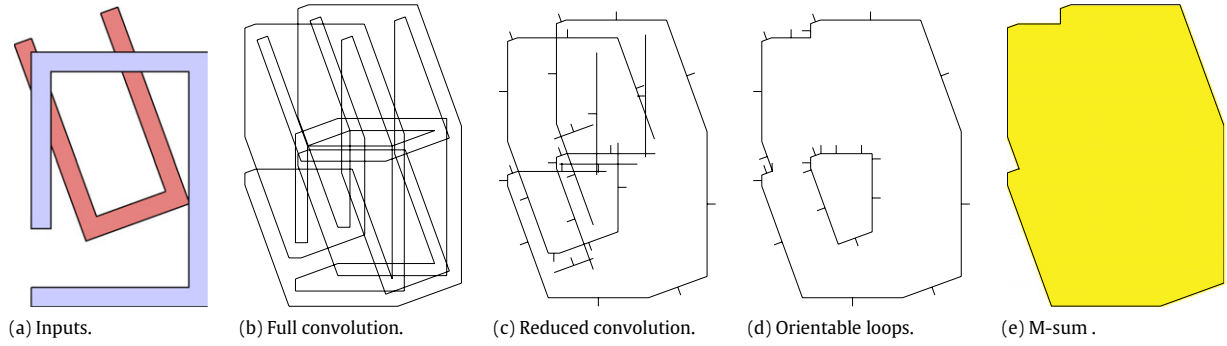 (a) Inputs. (b) Full convolution. (c) Reduced convolution. (d) Orientable loops. (e) M-sum .